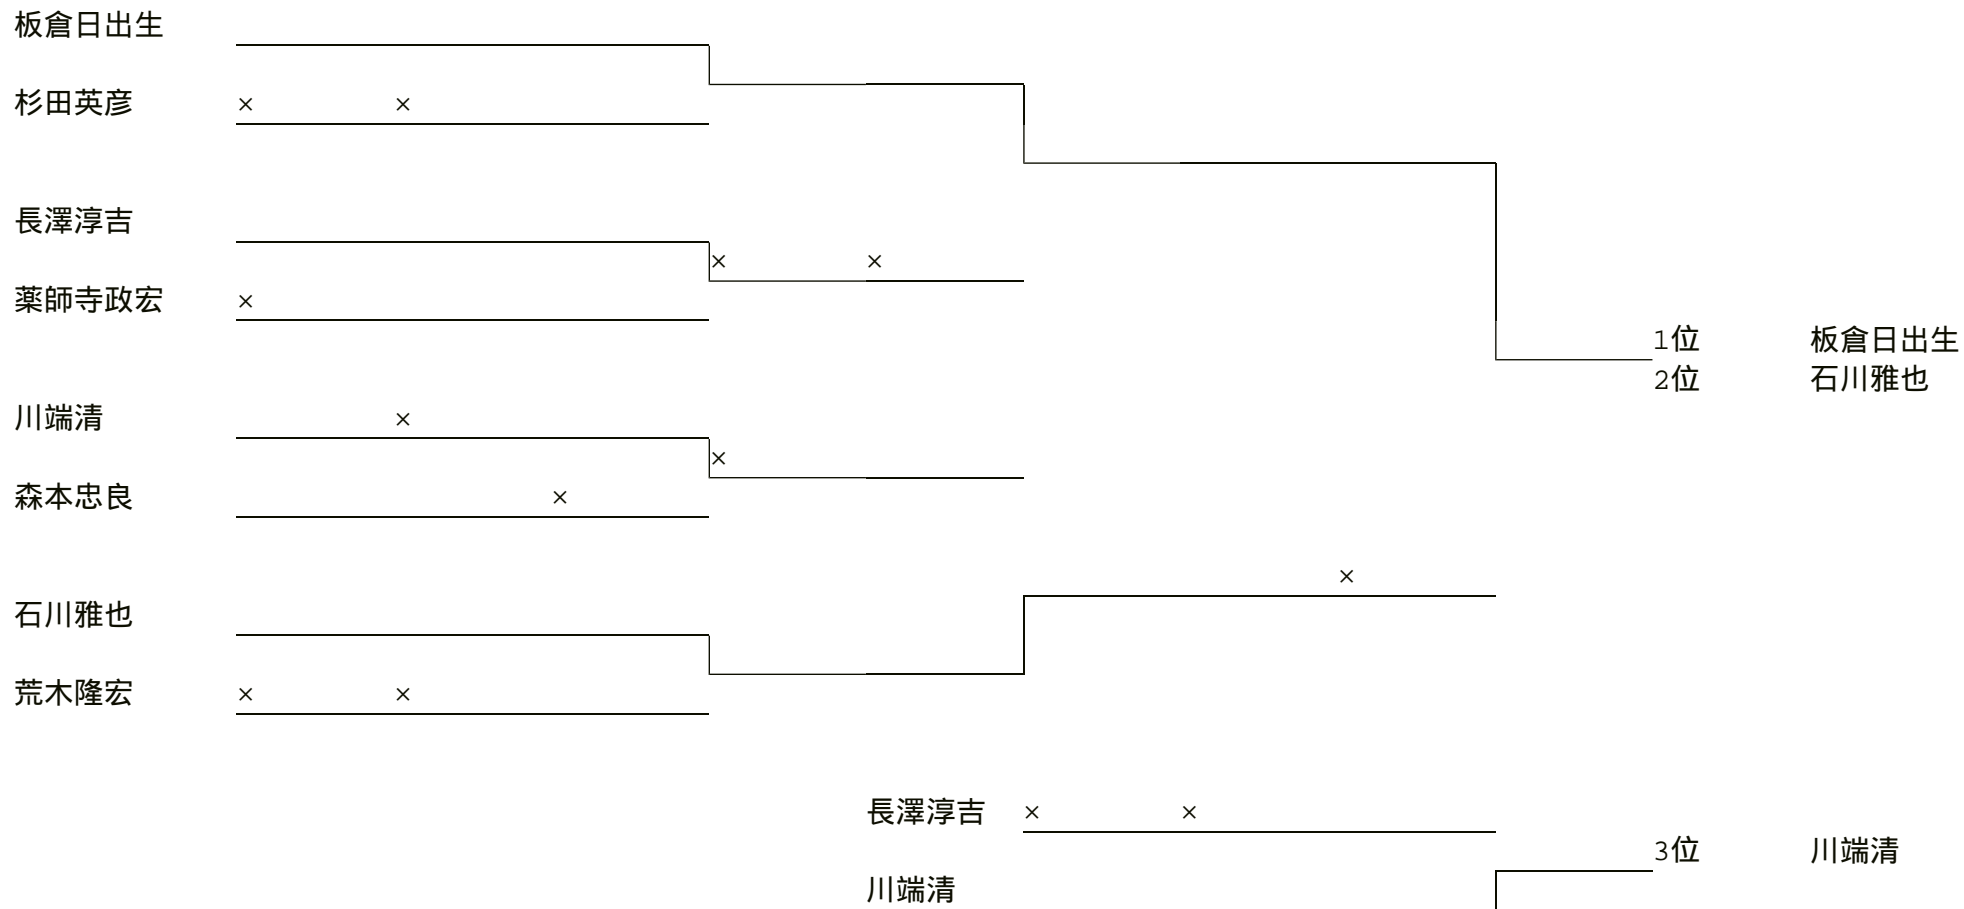 板倉日出生
杉田英彦 × ×
長澤淳吉
× ×
薬師寺政宏 ×
1位 板倉日出生
2位 石川雅也
川端清 ×
×
森本忠良 ×
×
石川雅也
荒木隆宏 × ×
長澤淳吉 × ×
3位 川端清
川端清